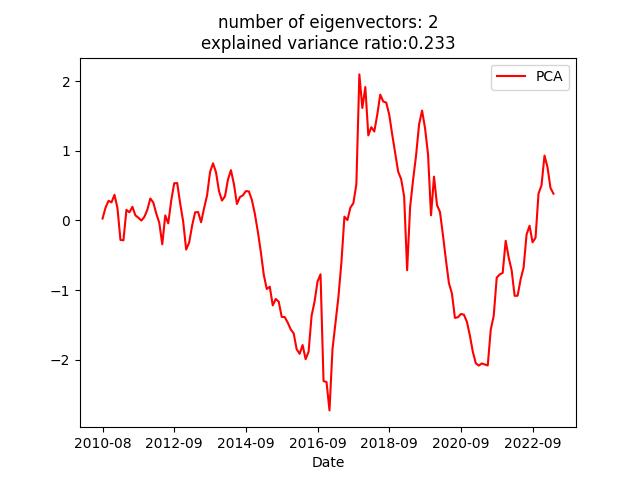 number of eigenvectors: 2
explained variance ratio:0.233
PCA
2
1
0
−1
−2
2010-08 2012-09 2014-09 2016-09 2018-09 2020-09 2022-09
Date